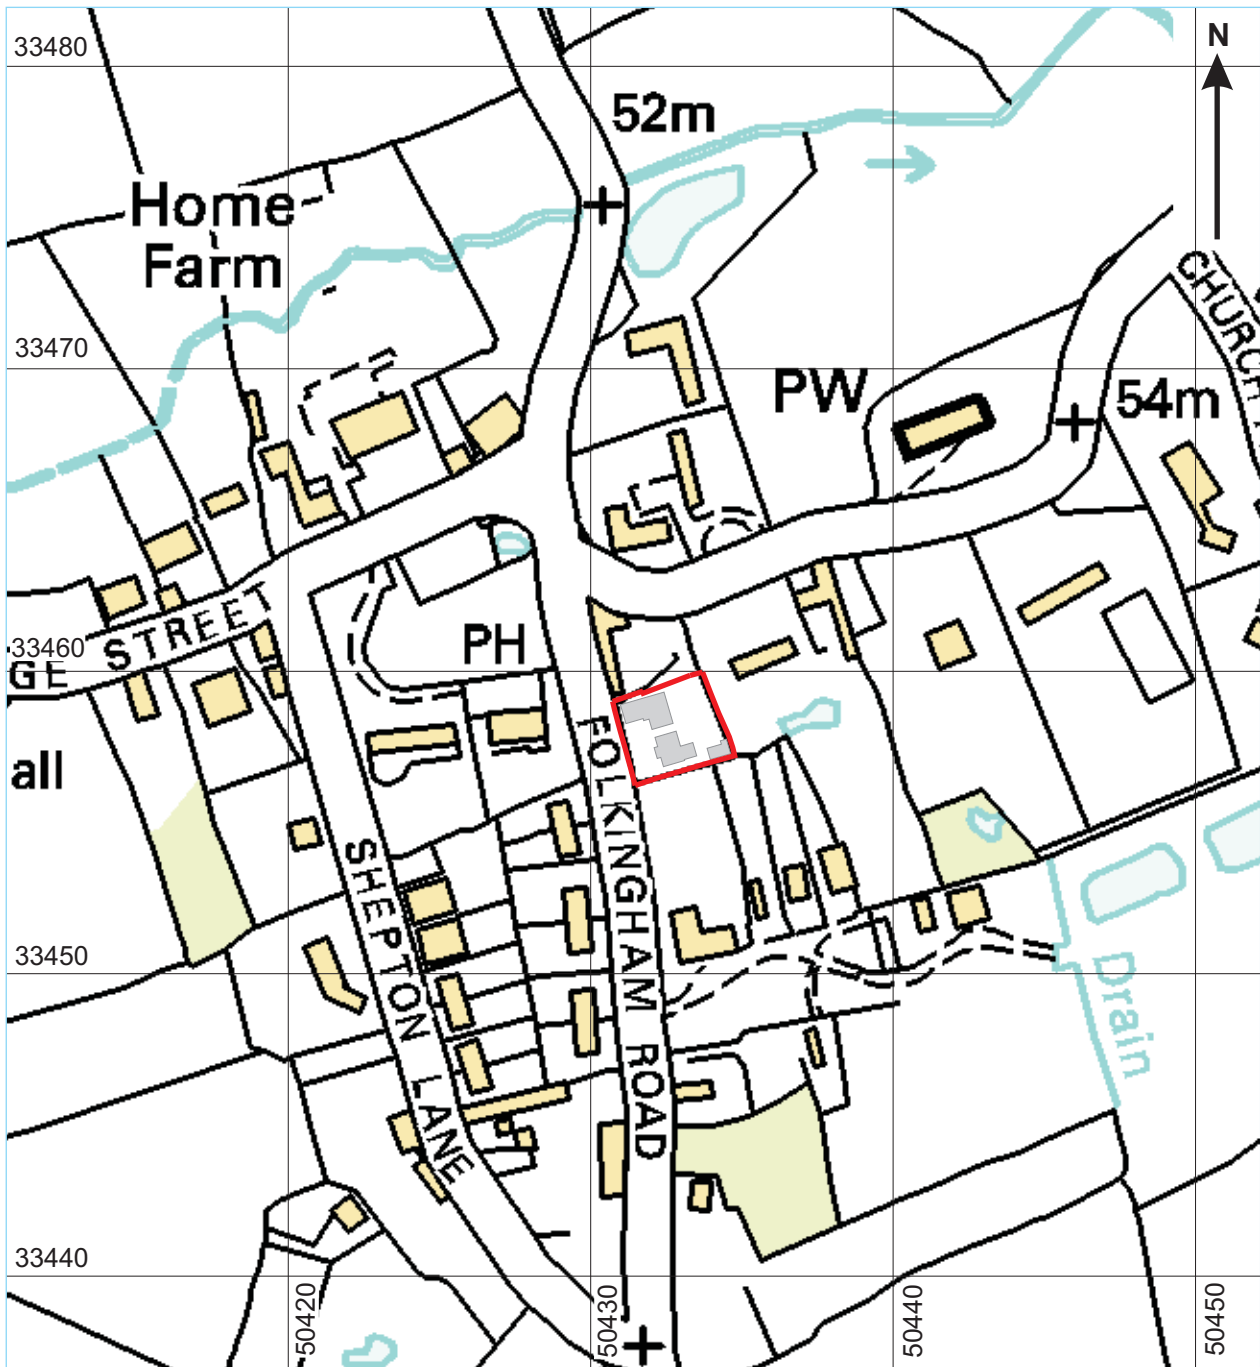 33480
N
52m
Home
Farm
CHURCH
33470
PW
54m
STREET
33460
GE
PH
all
FOLKINGHAM ROAD
SHEPTON LANE
33450
Drain
33440
50420
50430
50440
50450